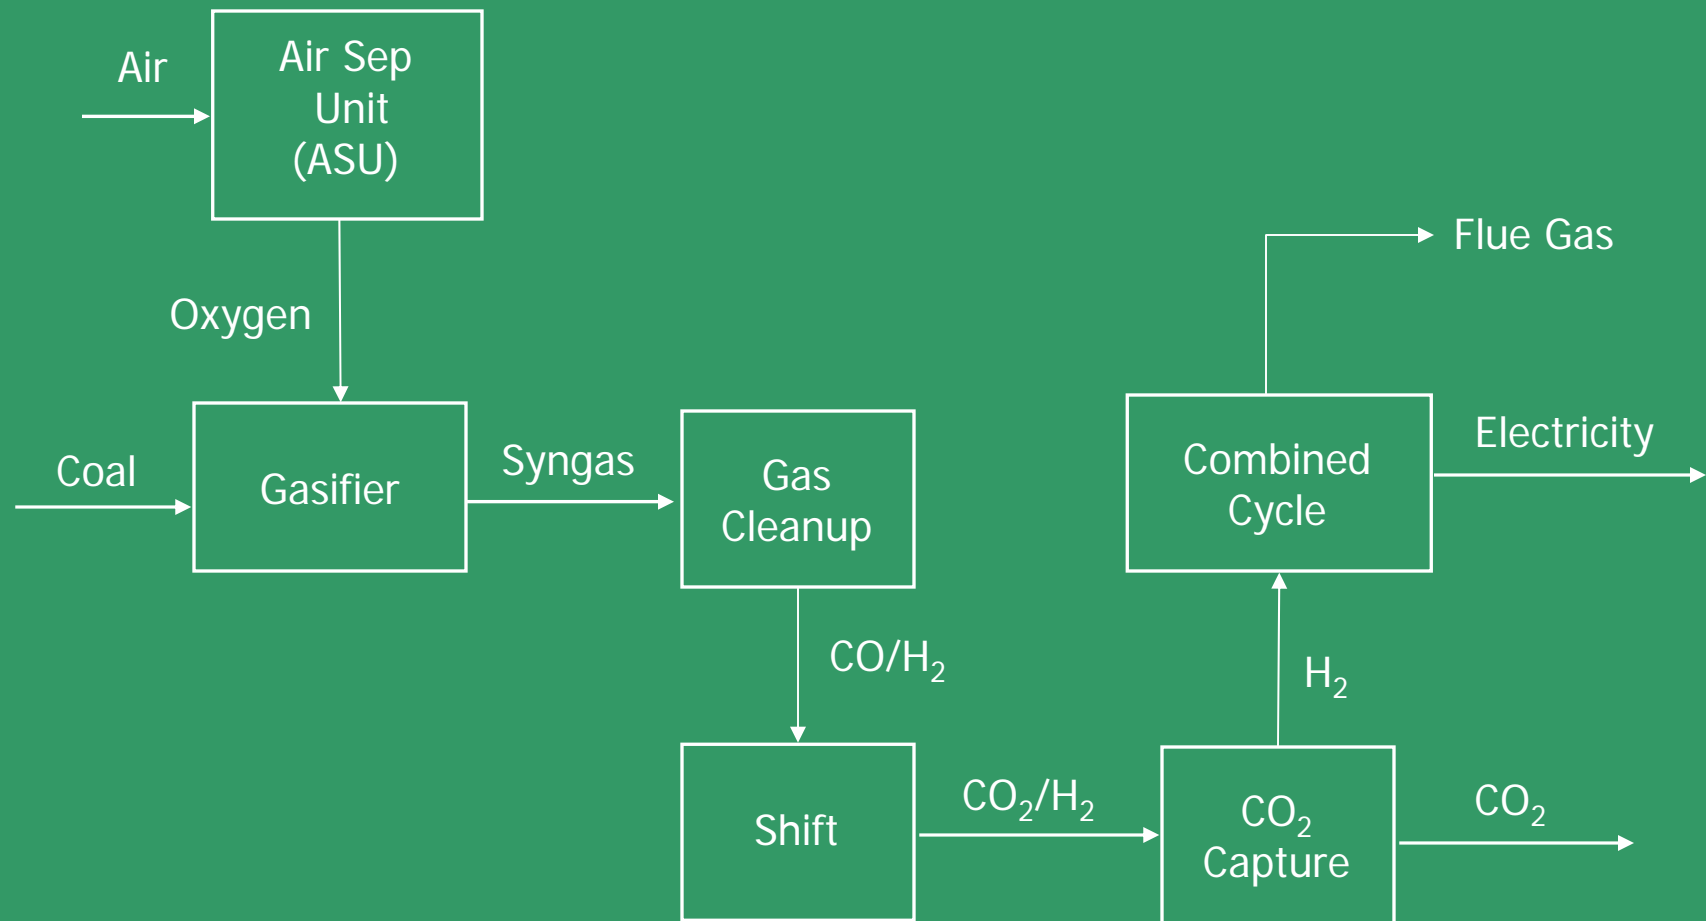 Air
Air Sep
Unit
(ASU)
Oxygen
Flue Gas
Coal
Gasifier
Syngas
Gas
Cleanup
Combined
Cycle
Electricity
CO/H₂
H₂
Shift
CO₂/H₂
CO₂
Capture
CO₂